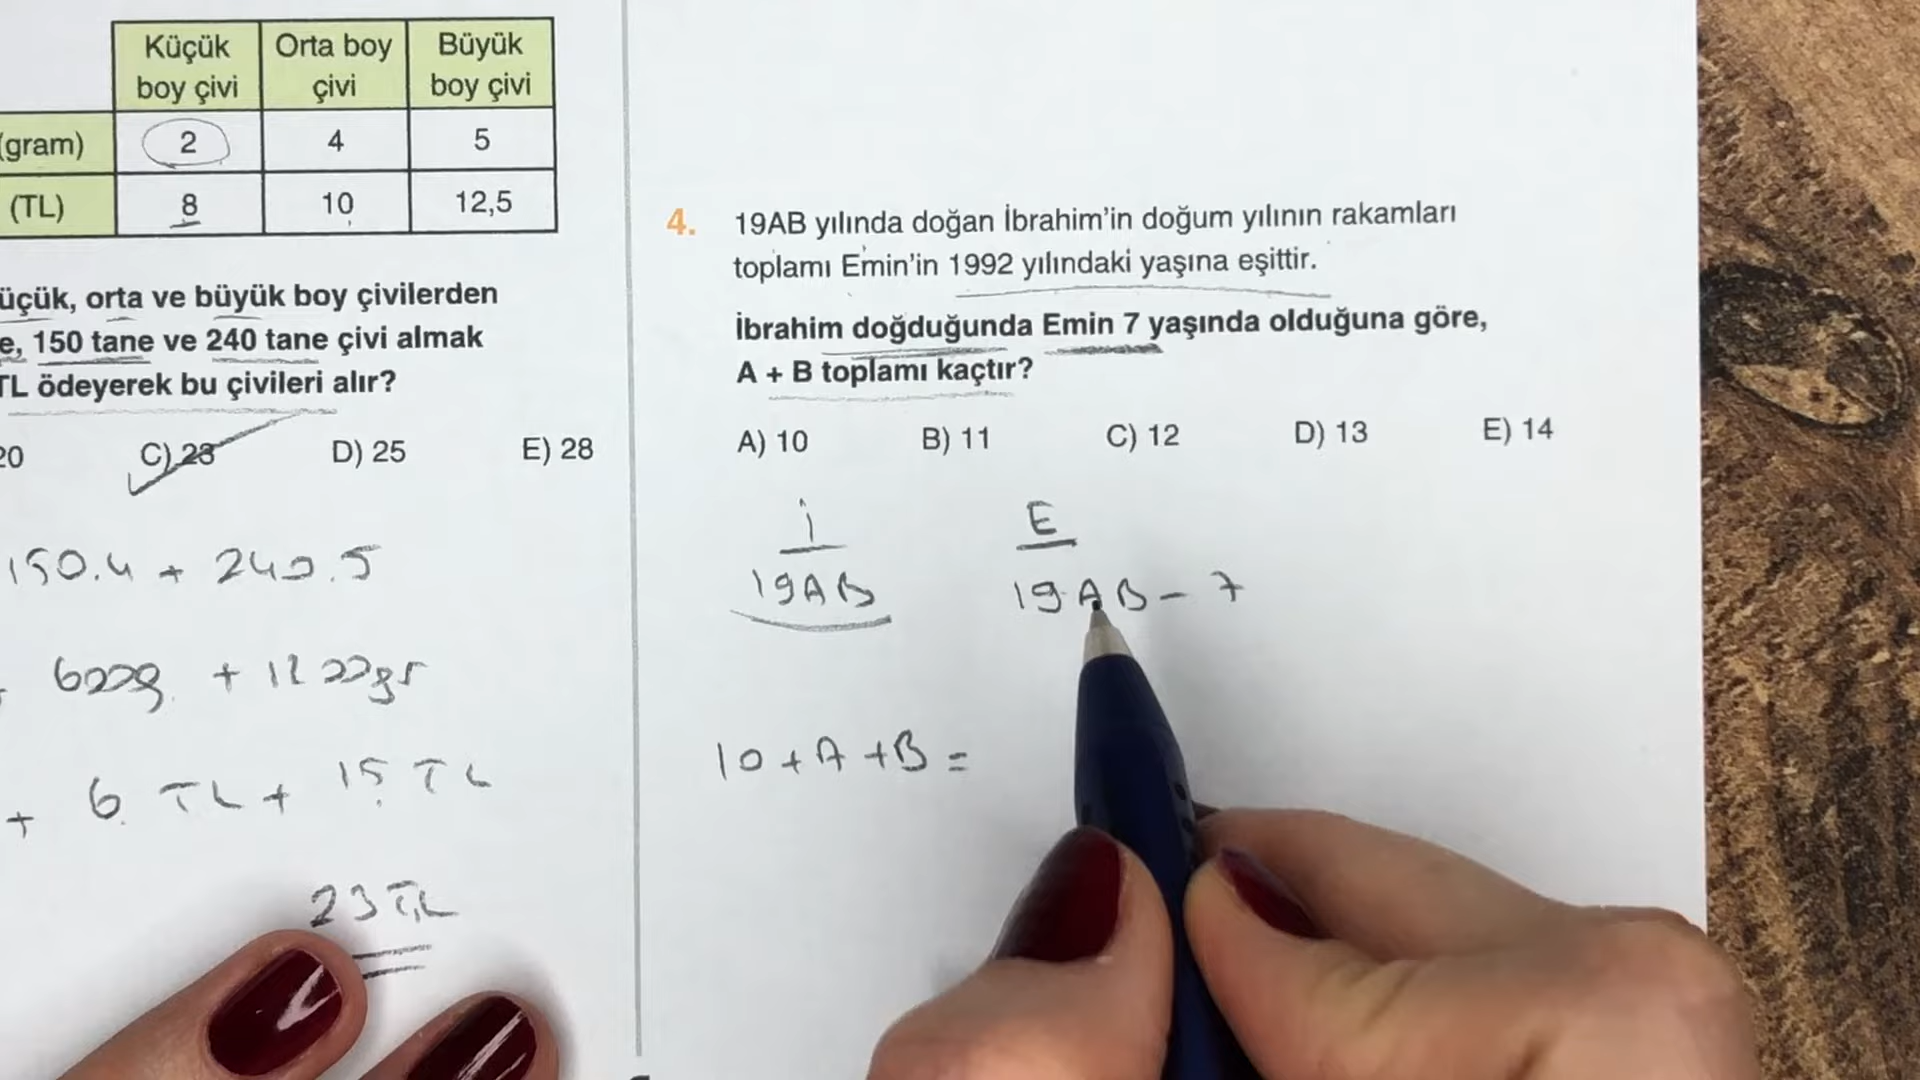 Küçük boy çivi
Orta boy çivi
Büyük boy çivi
(gram) 2 4 5
(TL) 8 10 12,5
üçük, orta ve büyük boy çivilerden
e, 150 tane ve 240 tane çivi almak
TL ödeyerek bu çivileri alır?
20 C) 23 D) 25 E) 28
150.4 + 240.5
600g + 1200gr
+ 6 TL + 15 TL
23 TL
4. 19AB yılında doğan İbrahim'in doğum yılının rakamları
toplamı Emin'in 1992 yılındaki yaşına eşittir.
İbrahim doğduğunda Emin 7 yaşında olduğuna göre,
A + B toplamı kaçtır?
A) 10 B) 11 C) 12 D) 13 E) 14
İ E
19AB 19AB - 7
10 + A + B =